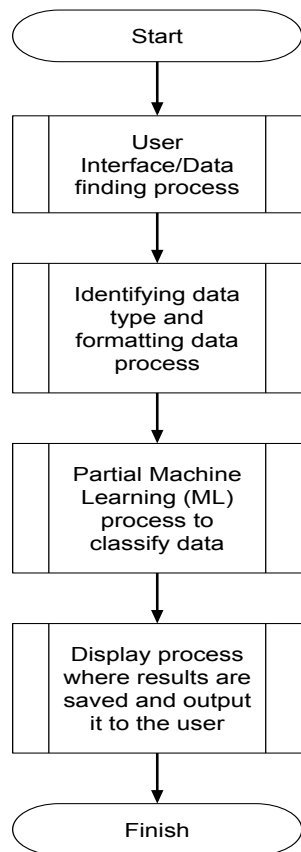 Start
User
Interface/Data
finding process
Identifying data
type and
formatting data
process
Partial Machine
Learning (ML)
process to
classify data
Display process
where results are
saved and output
it to the user
Finish